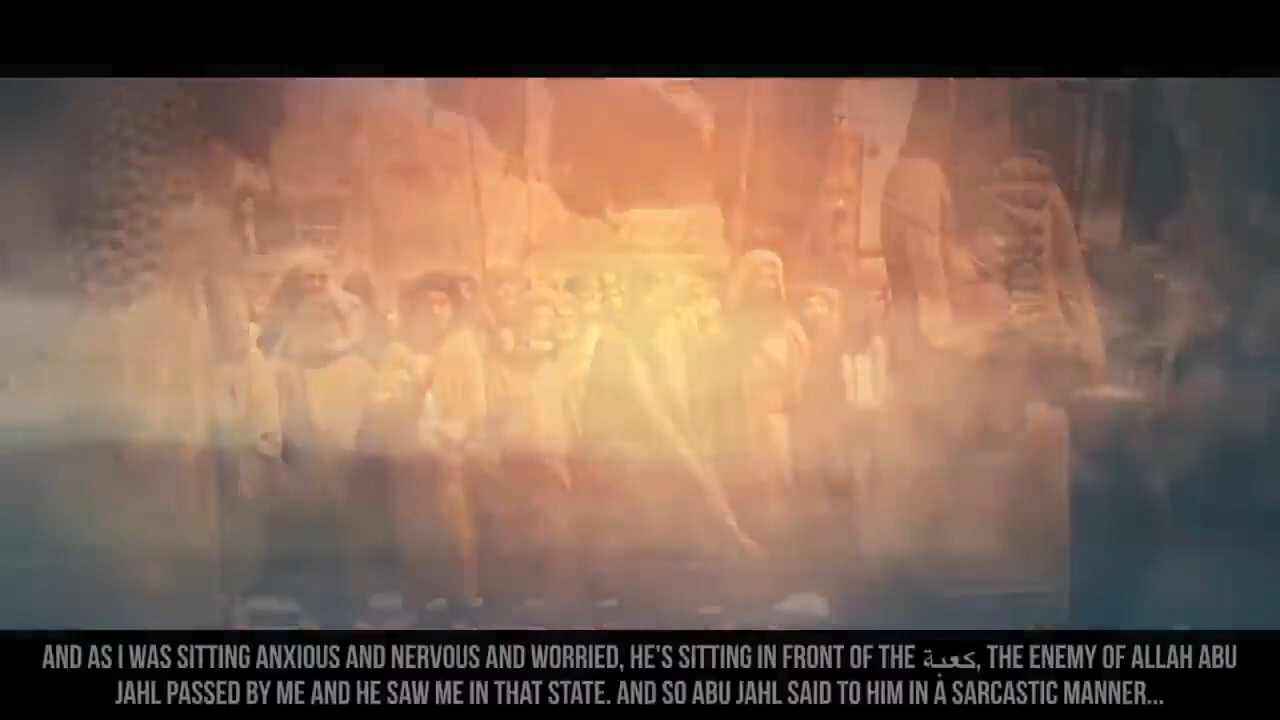 AND AS I WAS SITTING ANXIOUS AND NERVOUS AND WORRIED, HE'S SITTING IN FRONT OF THE كعبة, THE ENEMY OF ALLAH ABU
JAHL PASSED BY ME AND HE SAW ME IN THAT STATE. AND SO ABU JAHL SAID TO HIM IN A SARCASTIC MANNER...